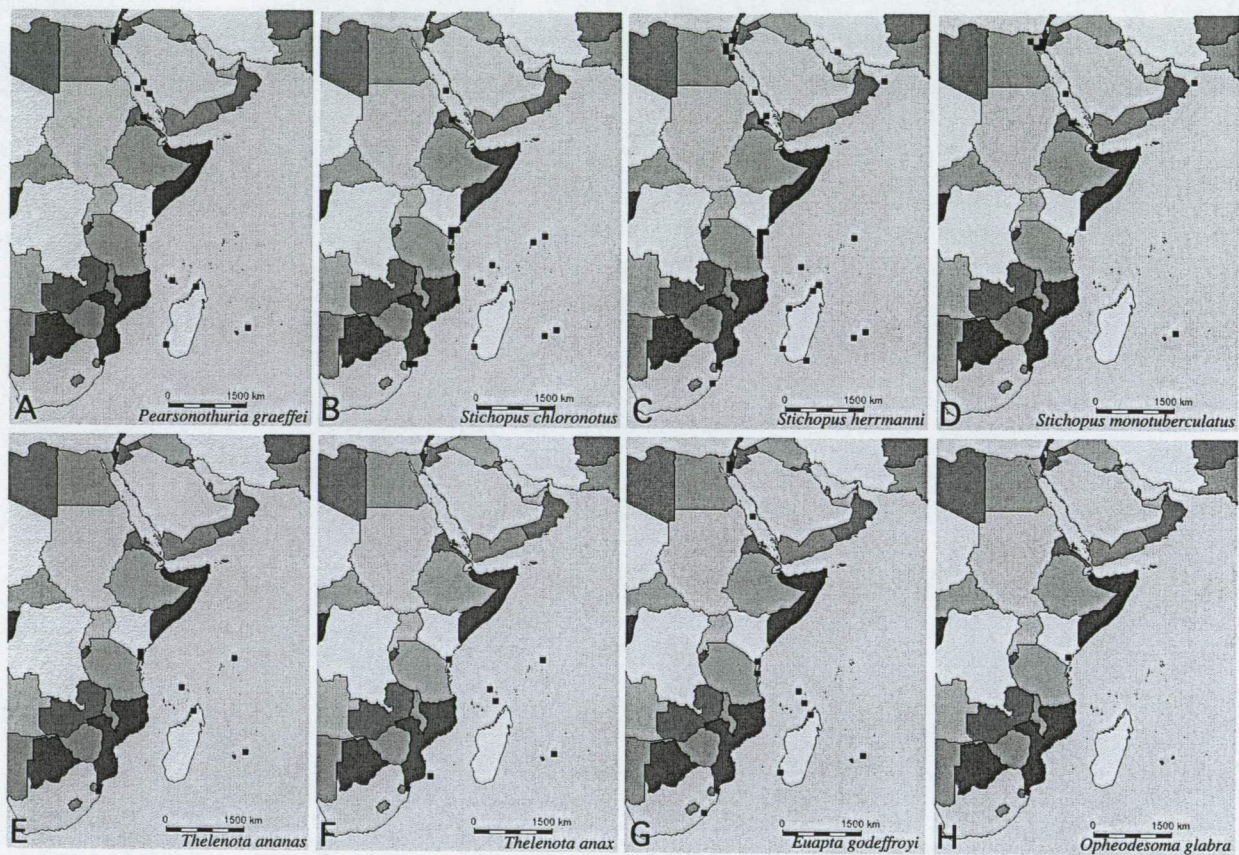 A
0 1500 km
Pearsonothuria graeffei
B
0 1500 km
Stichopus chloronotus
C
0 1500 km
Stichopus herrmanni
D
0 1500 km
Stichopus monotuberculatus
E
0 1500 km
Thelenota ananas
F
0 1500 km
Thelenota anax
G
0 1500 km
Euapta godeffroyi
H
0 1500 km
Opheodesoma glabra